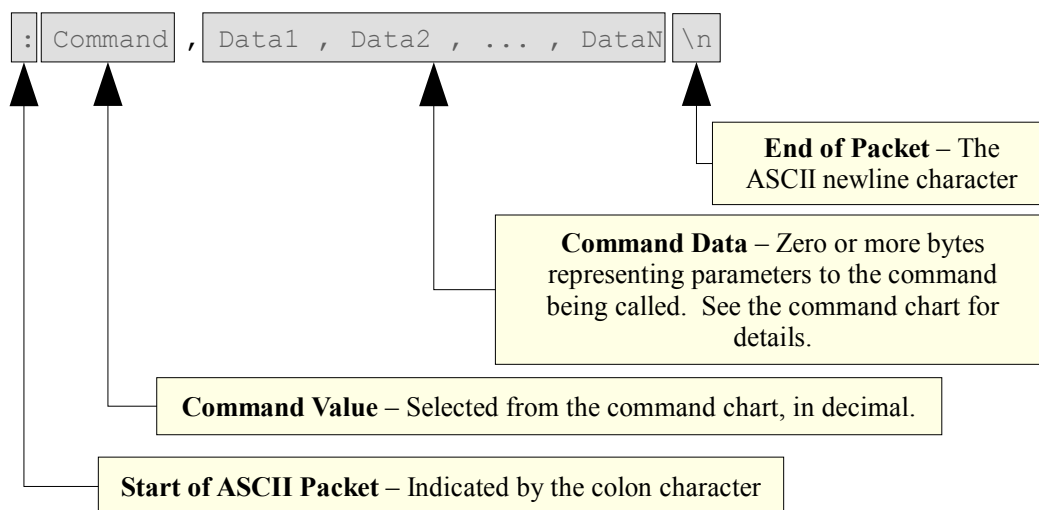 : Command , Data1 , Data2 , ... , DataN \n
End of Packet – The
ASCII newline character
Command Data – Zero or more bytes
representing parameters to the command
being called. See the command chart for
details.
Command Value – Selected from the command chart, in decimal.
Start of ASCII Packet – Indicated by the colon character